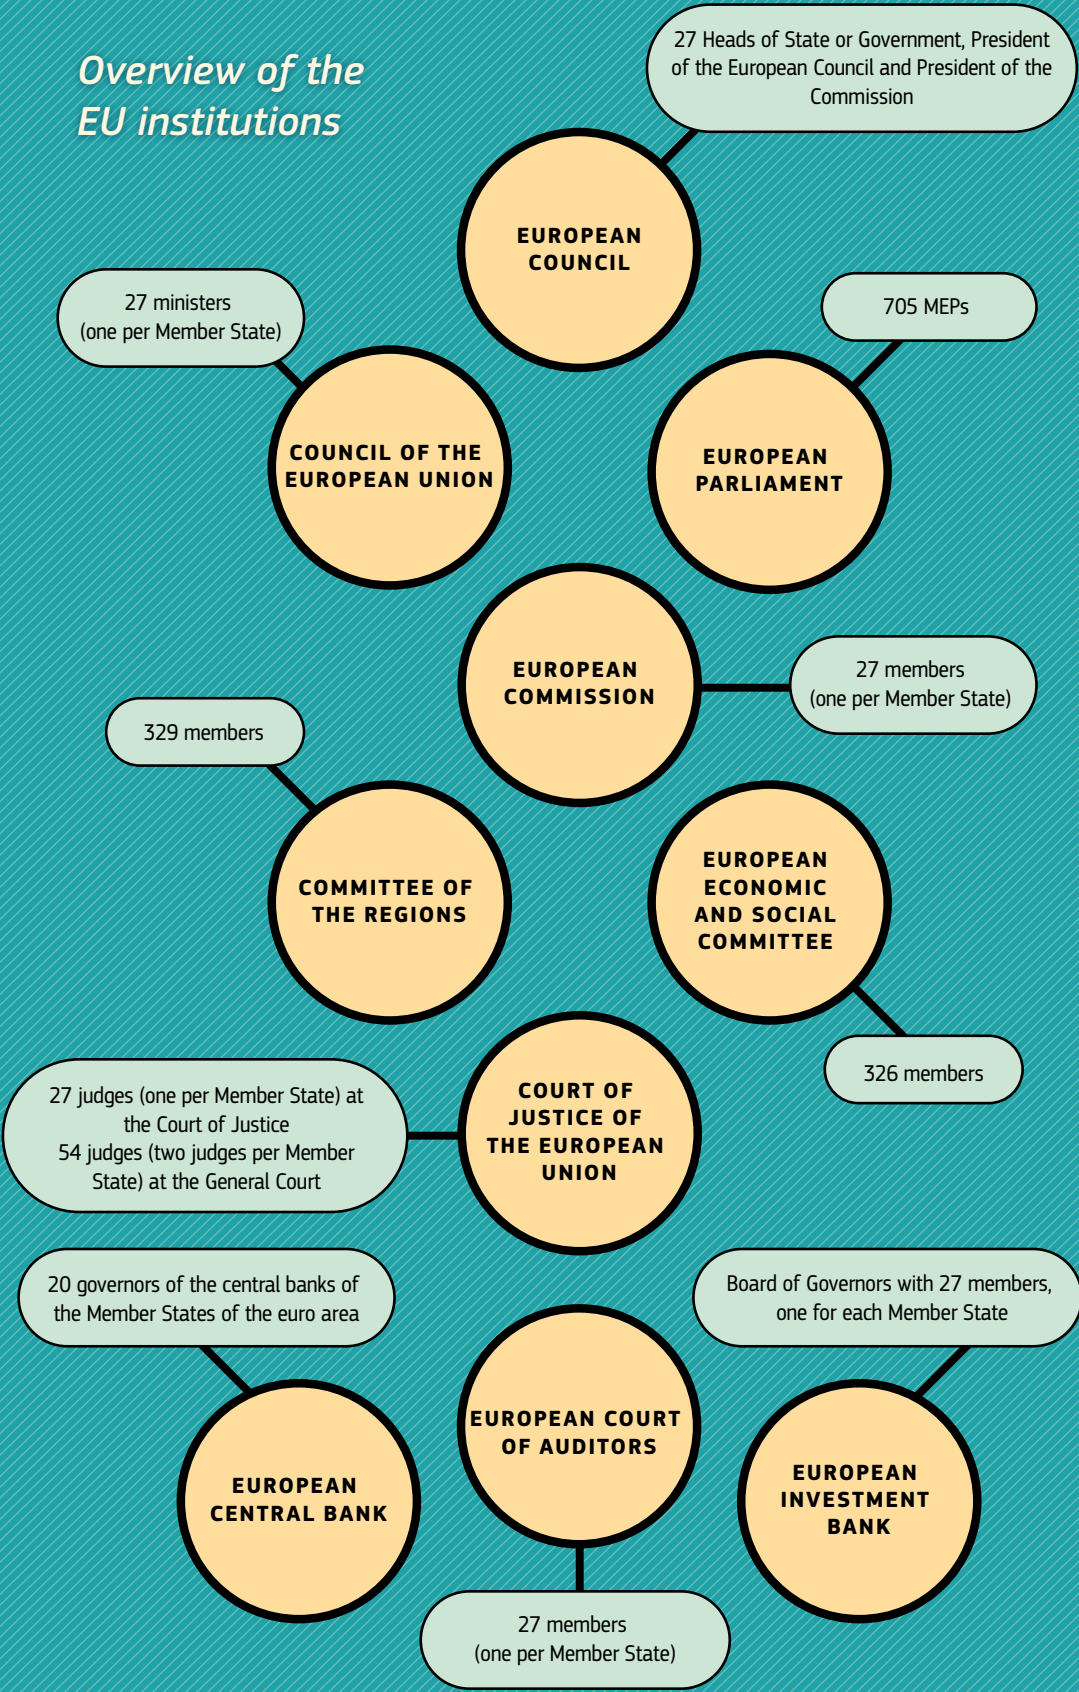 Overview of the
EU institutions
27 Heads of State or Government, President
of the European Council and President of the
Commission
EUROPEAN
COUNCIL
27 ministers
(one per Member State)
705 MEPs
COUNCIL OF THE
EUROPEAN UNION
EUROPEAN
PARLIAMENT
EUROPEAN
COMMISSION
27 members
(one per Member State)
329 members
COMMITTEE OF
THE REGIONS
EUROPEAN
ECONOMIC
AND SOCIAL
COMMITTEE
326 members
27 judges (one per Member State) at
the Court of Justice
54 judges (two judges per Member
State) at the General Court
COURT OF
JUSTICE OF
THE EUROPEAN
UNION
20 governors of the central banks of
the Member States of the euro area
Board of Governors with 27 members,
one for each Member State
EUROPEAN COURT
OF AUDITORS
EUROPEAN
CENTRAL BANK
EUROPEAN
INVESTMENT
BANK
27 members
(one per Member State)